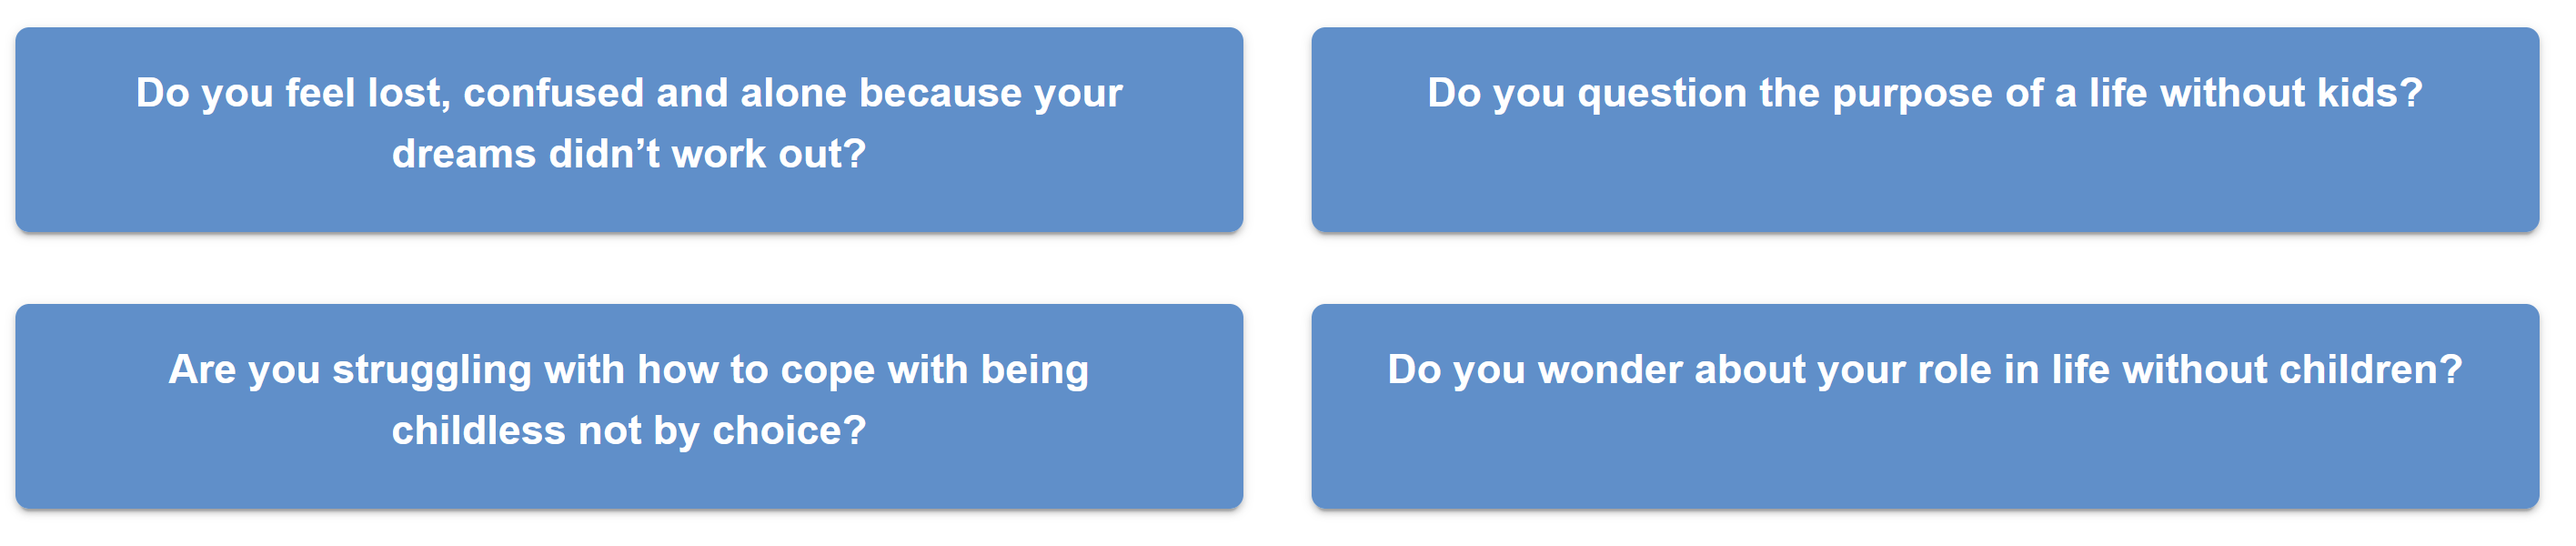 Do you feel lost, confused and alone because your
dreams didn’t work out?
Do you question the purpose of a life without kids?
Are you struggling with how to cope with being
childless not by choice?
Do you wonder about your role in life without children?